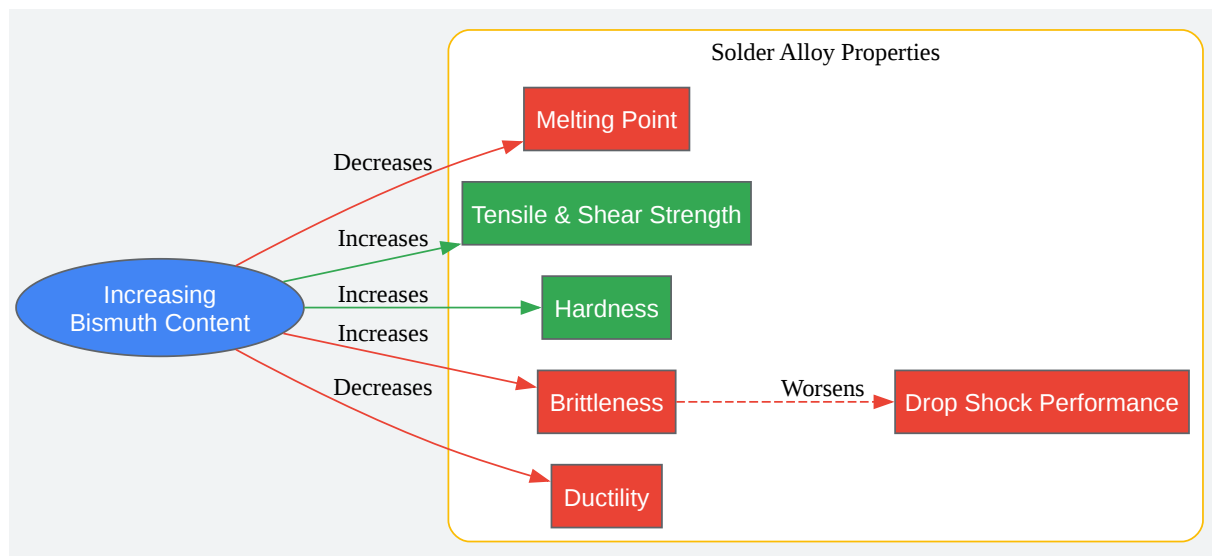 Solder Alloy Properties
Melting Point
Decreases
Tensile & Shear Strength
Increases
Increasing
Bismuth Content
Increases
Hardness
Increases
Brittleness
Worsens
Drop Shock Performance
Decreases
Ductility